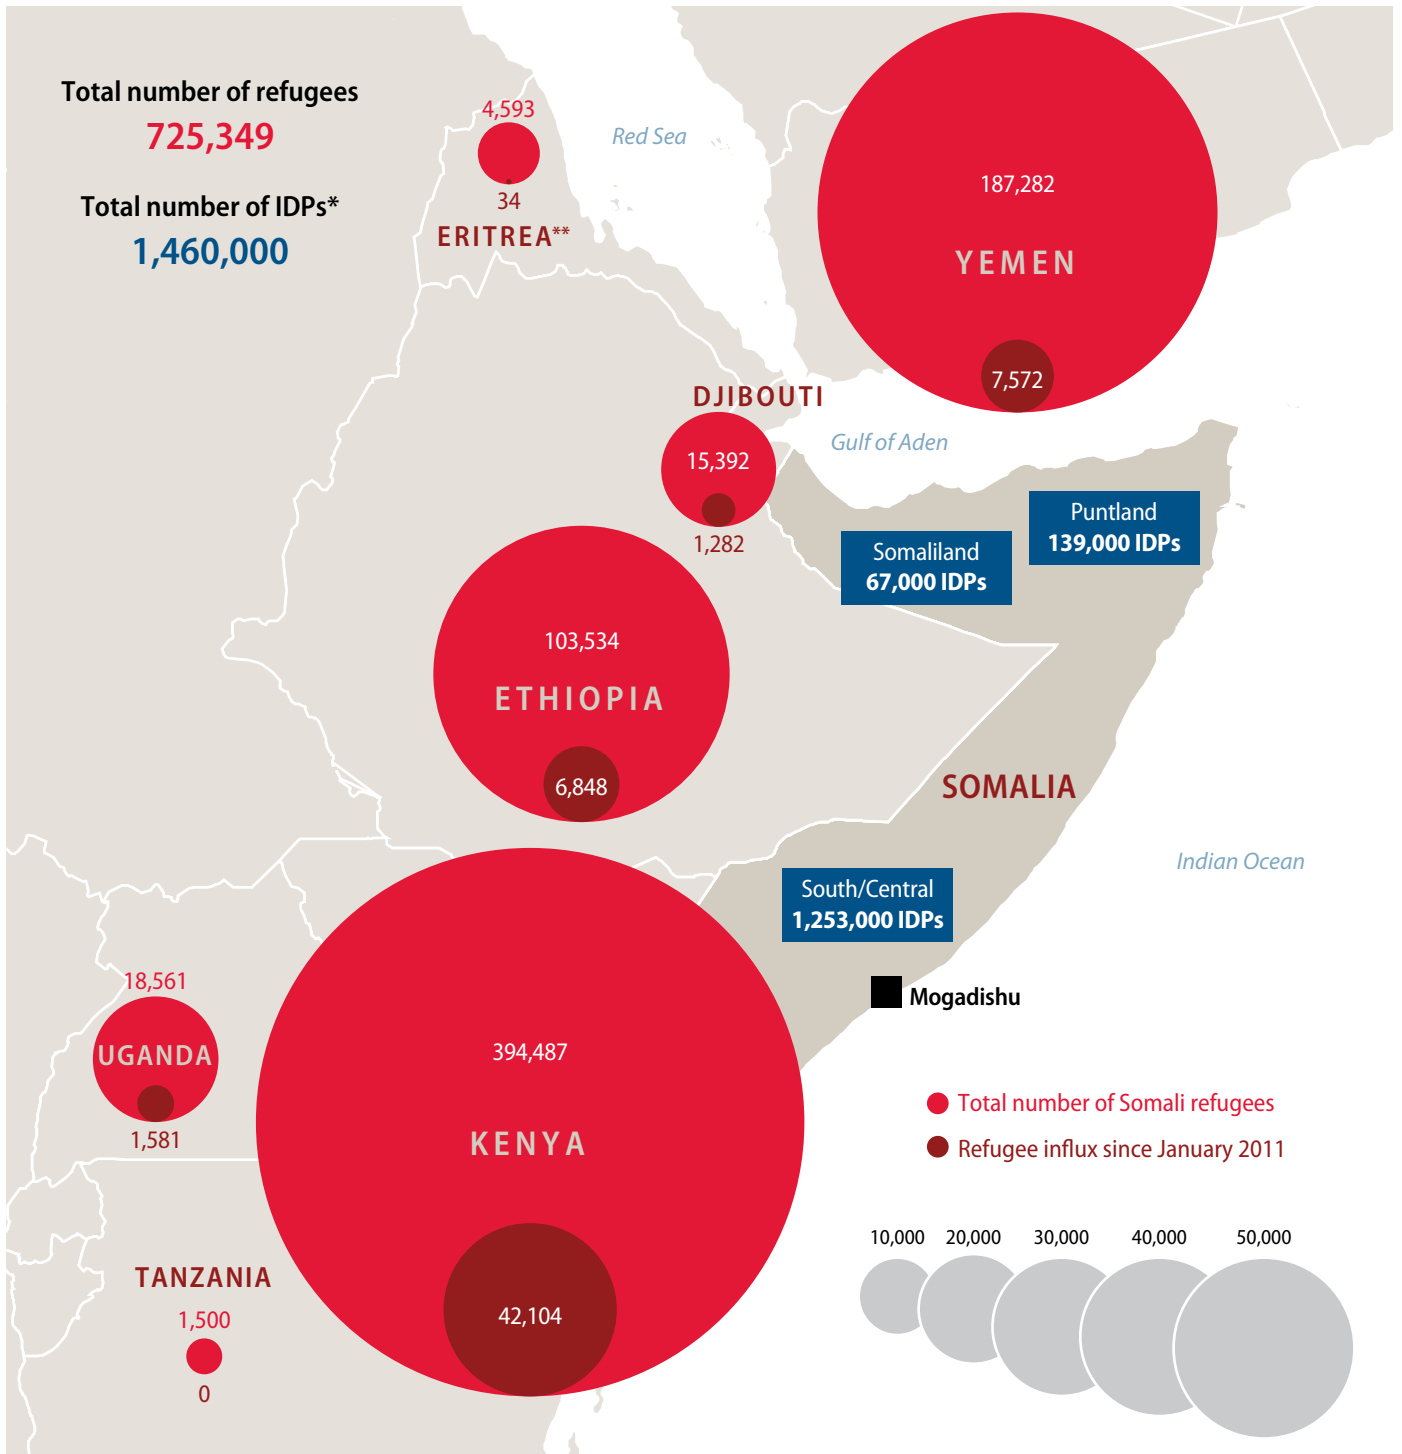 Total number of refugees
725,349
Total number of IDPs*
1,460,000
4,593
34
ERITREA**
Red Sea
187,282
YEMEN
7,572
DJIBOUTI
15,392
1,282
Gulf of Aden
Puntland
139,000 IDPs
Somaliland
67,000 IDPs
103,534
ETHIOPIA
6,848
SOMALIA
Indian Ocean
South/Central
1,253,000 IDPs
Mogadishu
18,561
UGANDA
1,581
394,487
KENYA
42,104
TANZANIA
1,500
0
Total number of Somali refugees
Refugee influx since January 2011
10,000 20,000 30,000 40,000 50,000